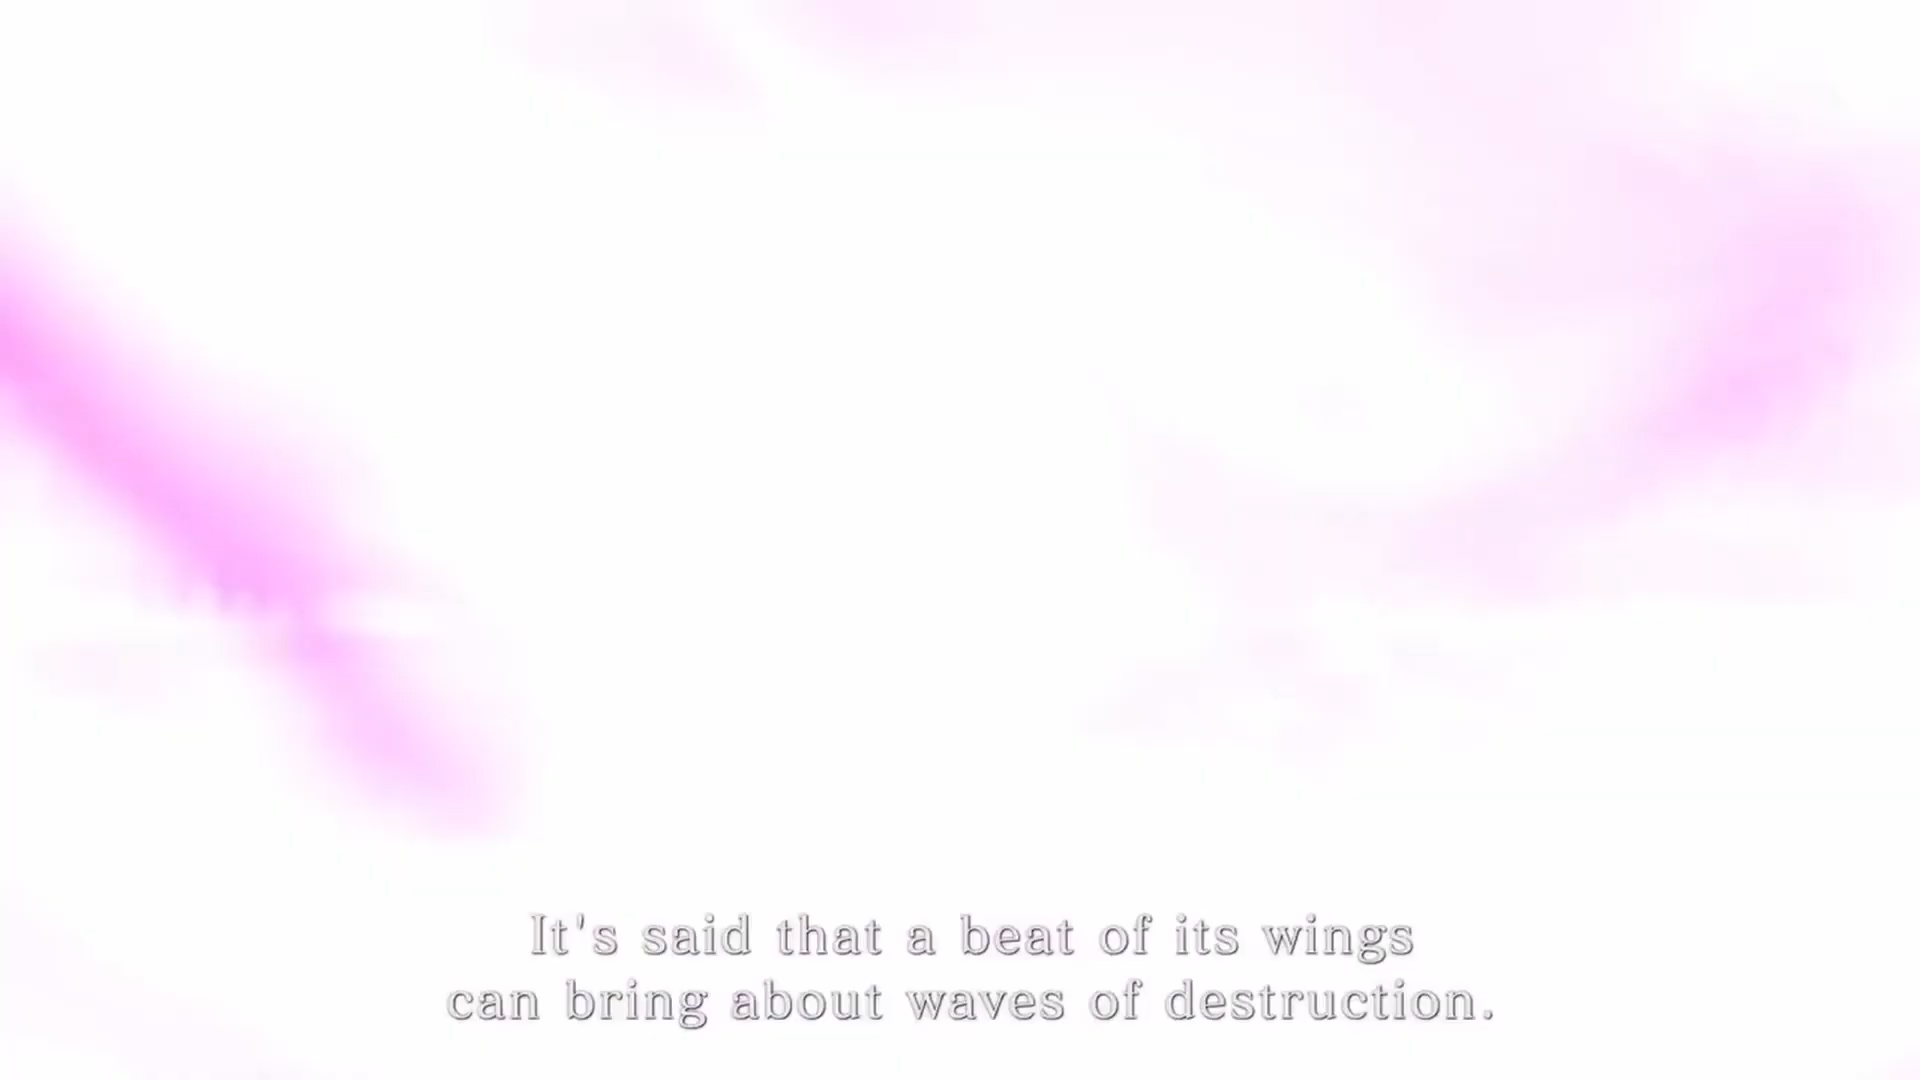 It's said that a beat of its wings
can bring about waves of destruction.